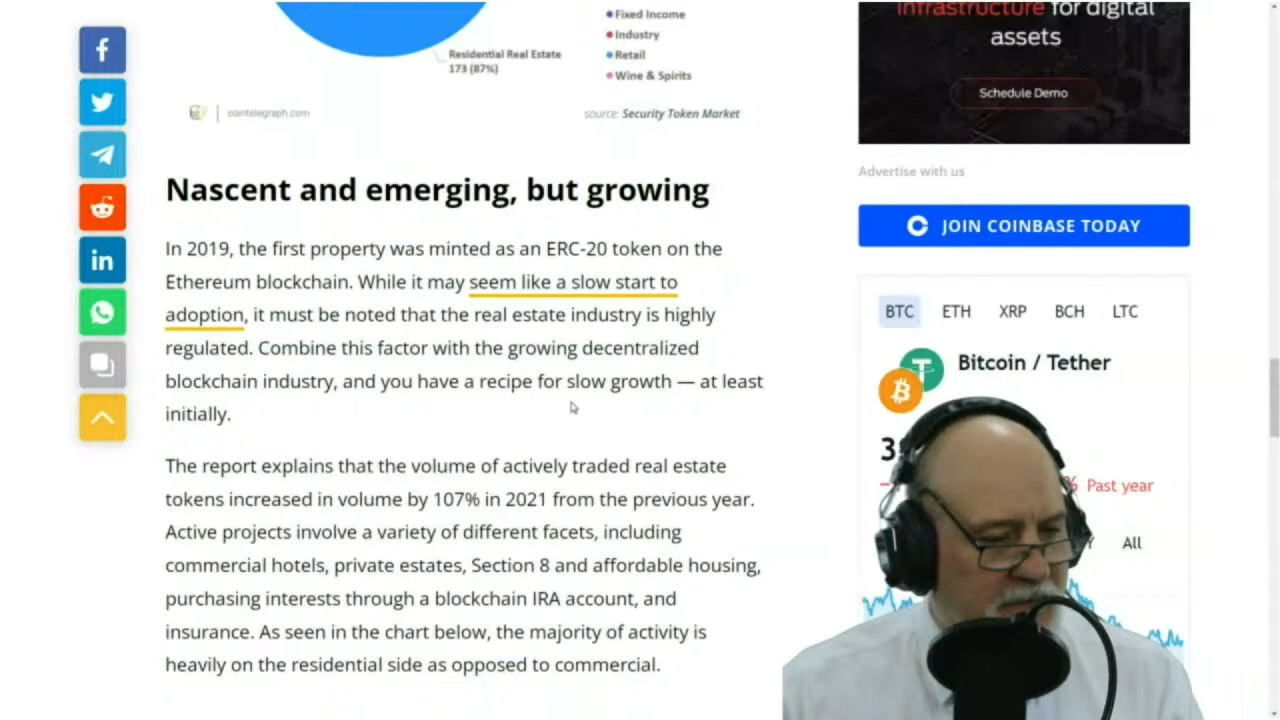 infrastructure for digital
assets
Schedule Demo
Fixed Income
Industry
Retail
Wine & Spirits
Residential Real Estate
173 (87%)
cointelegraph.com
source: Security Token Market
Advertise with us
JOIN COINBASE TODAY
Nascent and emerging, but growing
In 2019, the first property was minted as an ERC-20 token on the
Ethereum blockchain. While it may seem like a slow start to
adoption, it must be noted that the real estate industry is highly
regulated. Combine this factor with the growing decentralized
blockchain industry, and you have a recipe for slow growth — at least
initially.
The report explains that the volume of actively traded real estate
tokens increased in volume by 107% in 2021 from the previous year.
Active projects involve a variety of different facets, including
commercial hotels, private estates, Section 8 and affordable housing,
purchasing interests through a blockchain IRA account, and
insurance. As seen in the chart below, the majority of activity is
heavily on the residential side as opposed to commercial.
BTC ETH XRP BCH LTC
Bitcoin / Tether
3
% Past year
All